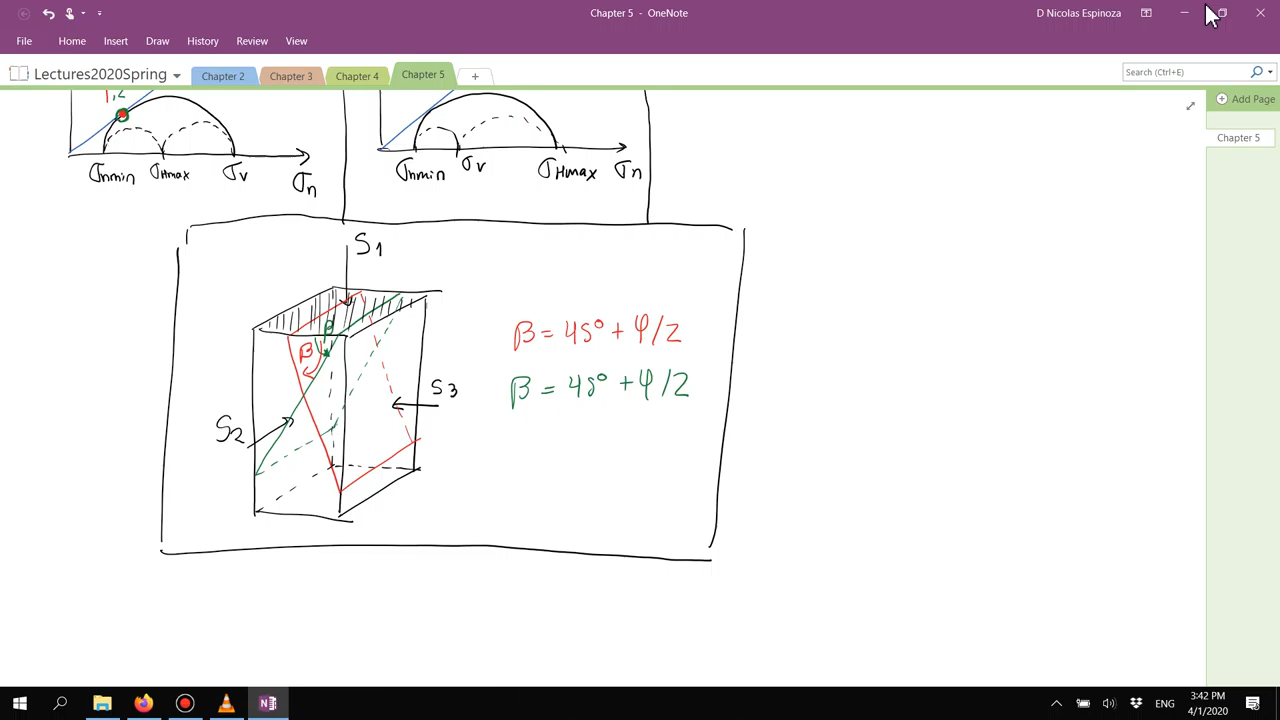 Chapter 5 - OneNote
D Nicolas Espinoza
File Home Insert Draw History Review View
Lectures2020Spring
Chapter 2
Chapter 3
Chapter 4
Chapter 5
Search (Ctrl+E)
Add Page
Chapter 5
1,2
σhmin σHmax σv σn
σhmin σv σHmax σn
S1
β
β
S2
S3
β = 45° + φ/2
β = 45° + φ/2
ENG
3:42 PM
4/1/2020